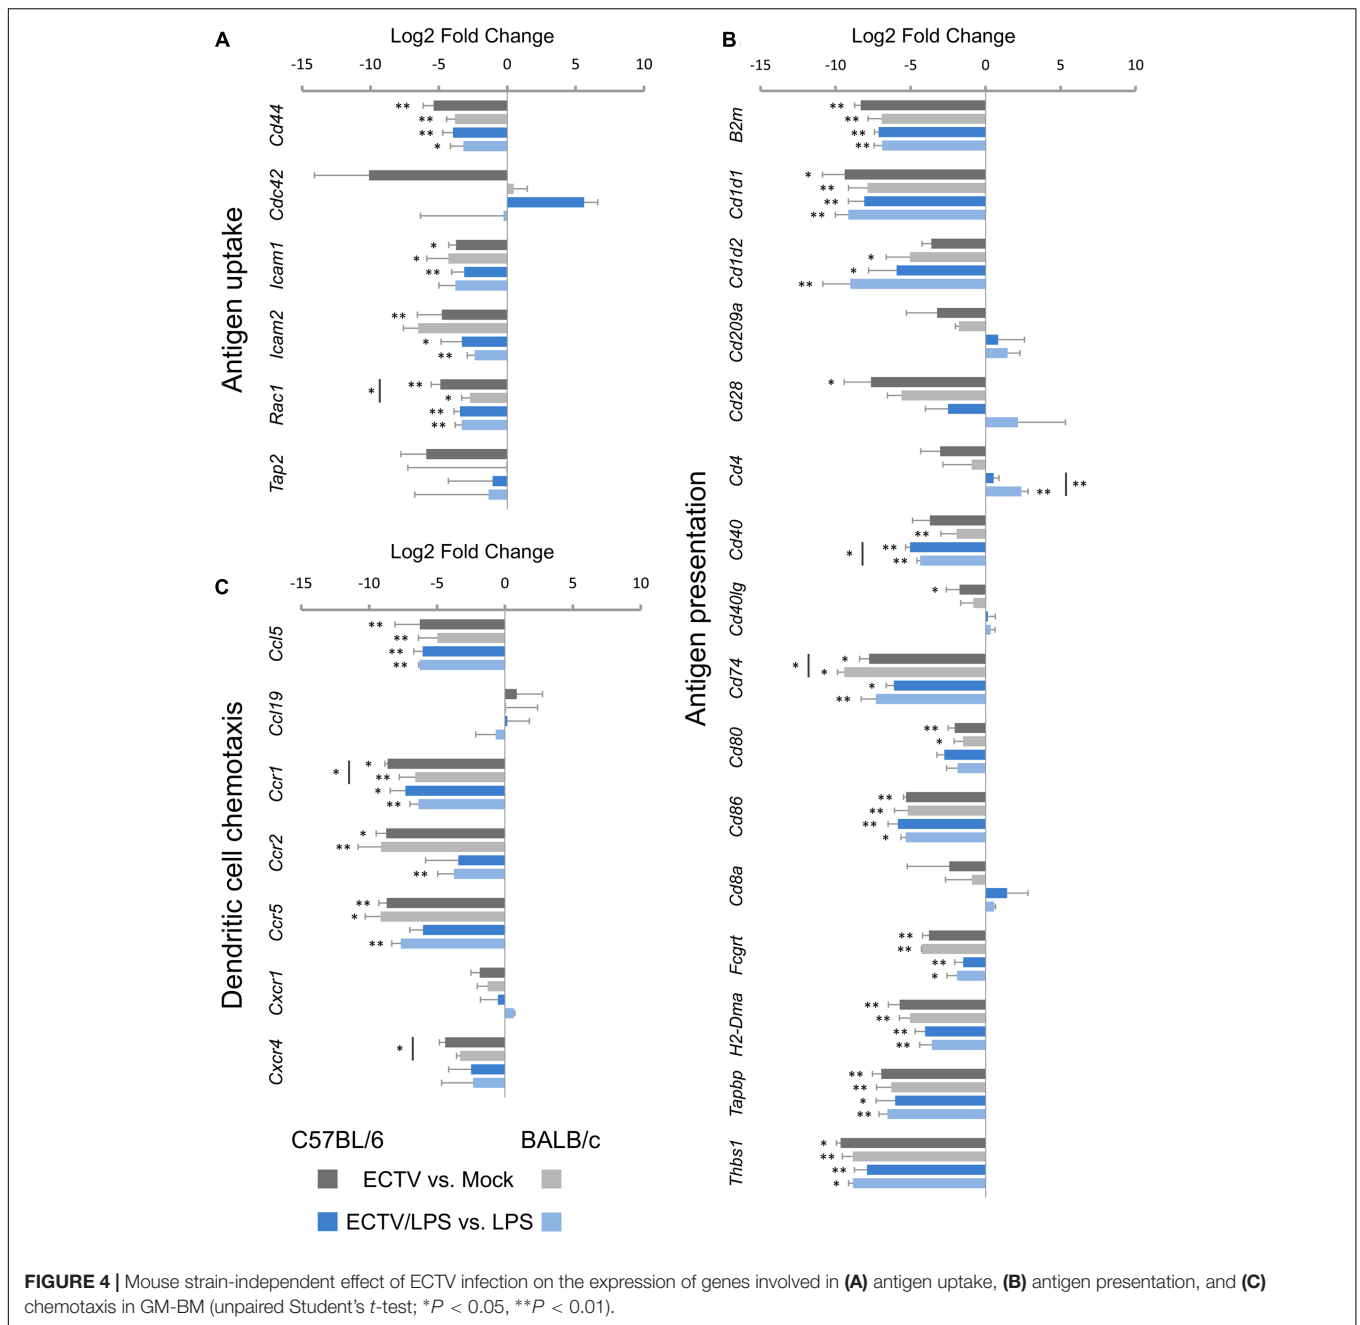 A
Log2 Fold Change
-15 -10 -5 0 5 10
Antigen uptake
Cd44 ** ** ** *
Cdc42
Icam1 * * **
Icam2 ** * **
Rac1 * ** * ** **
Tap2
B
Log2 Fold Change
-15 -10 -5 0 5 10
Antigen presentation
B2m ** ** ** **
Cd1d1 * ** ** **
Cd1d2 * * **
Cd209a
Cd28 *
Cd4 ** **
Cd40 ** * ** **
Cd40lg *
Cd74 * * * * **
Cd80 ** *
Cd86 ** ** ** *
Cd8a
Fcgrt ** ** ** *
H2-Dma ** ** ** **
Tapbp ** ** * **
Thbs1 * ** ** *
C
Log2 Fold Change
-15 -10 -5 0 5 10
Dendritic cell chemotaxis
Ccl5 ** ** ** **
Ccl19
Ccr1 * * ** * **
Ccr2 * ** **
Ccr5 ** * **
Cxcr1
Cxcr4 *
C57BL/6 BALB/c
ECTV vs. Mock
ECTV/LPS vs. LPS
FIGURE 4 | Mouse strain-independent effect of ECTV infection on the expression of genes involved in (A) antigen uptake, (B) antigen presentation, and (C)
chemotaxis in GM-BM (unpaired Student's t-test; *P < 0.05, **P < 0.01).